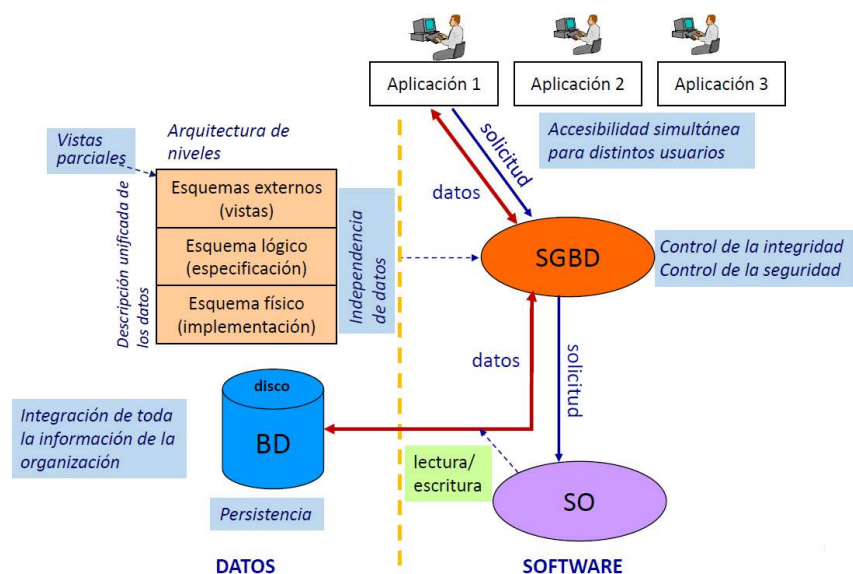 Aplicación 1
Aplicación 2
Aplicación 3
Vistas
parciales
Arquitectura de
niveles
solicitud
datos
Accesibilidad simultánea
para distintos usuarios
Descripción unificada de
los datos
Esquemas externos
(vistas)
Esquema lógico
(especificación)
Esquema físico
(implementación)
Independencia
de datos
SGBD
Control de la integridad
Control de la seguridad
datos
solicitud
disco
BD
Integración de toda
la información de la
organización
lectura/
escritura
SO
Persistencia
DATOS
SOFTWARE